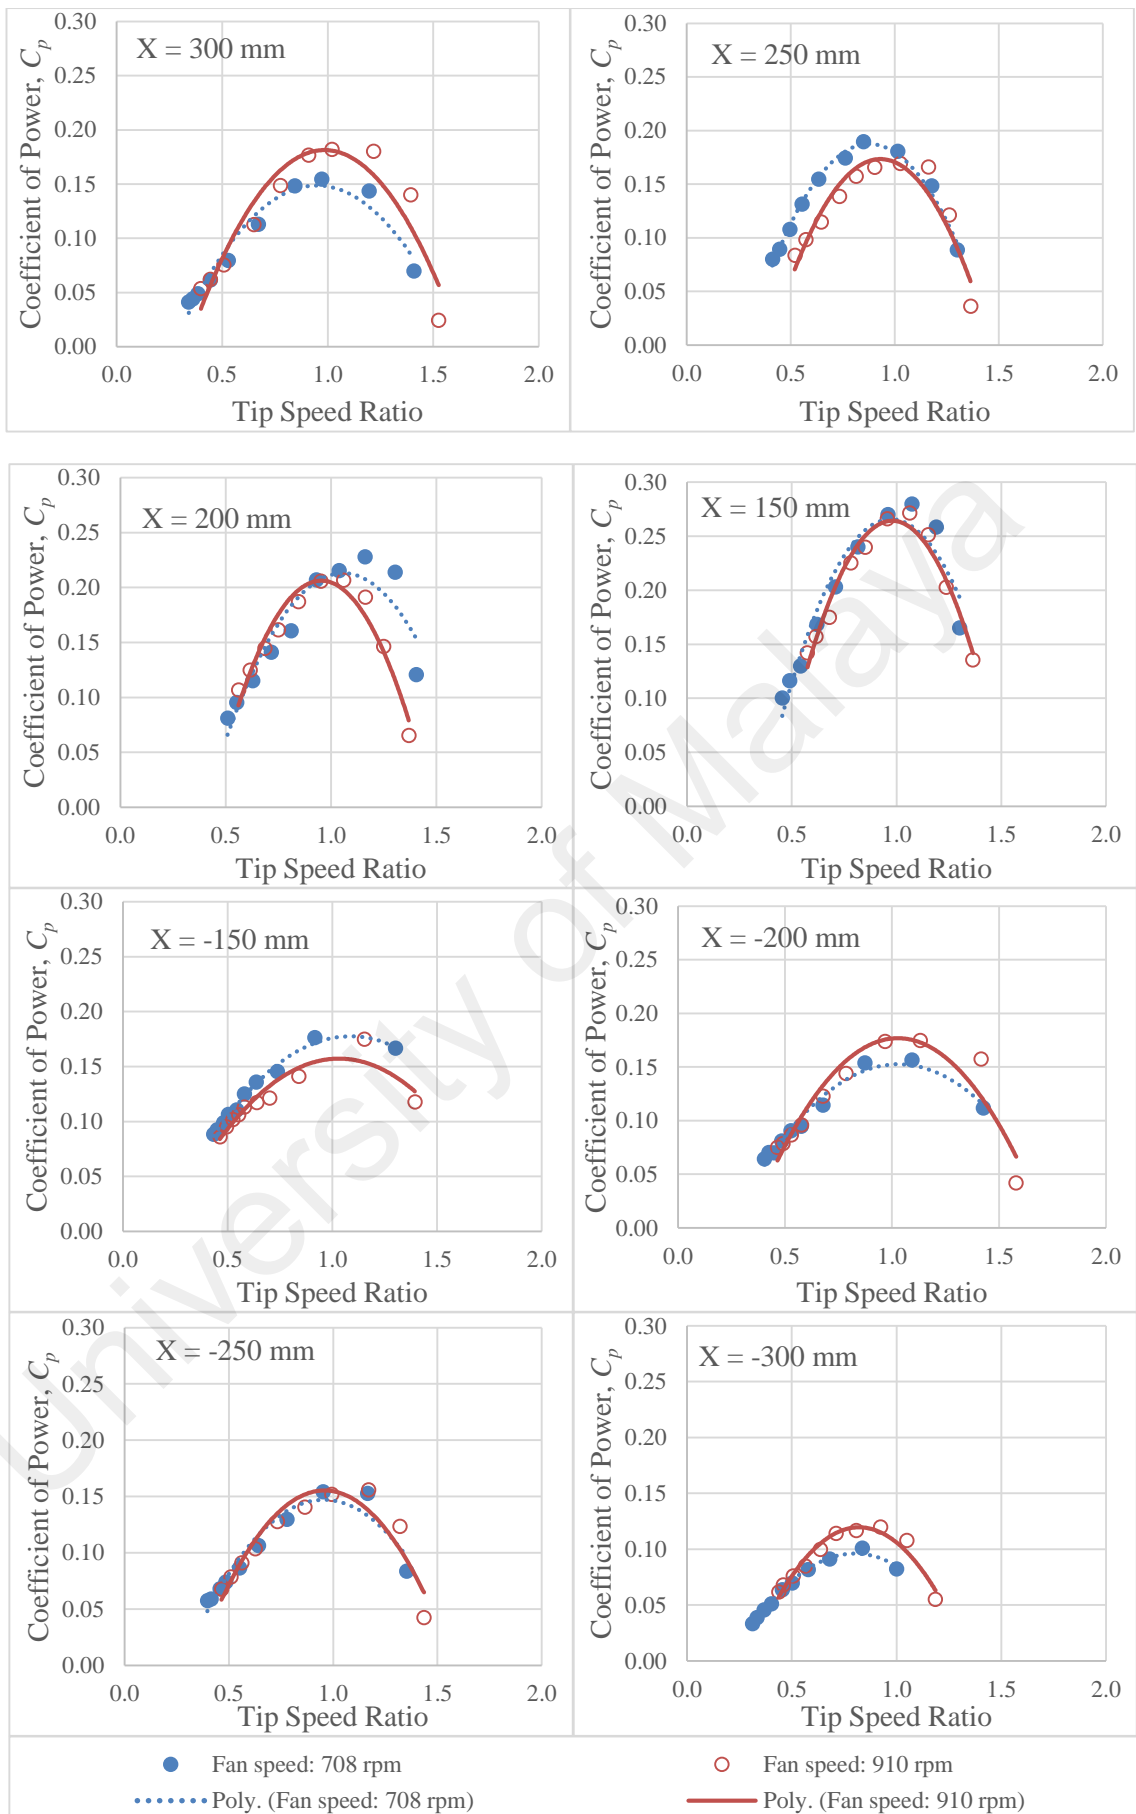 X = 300 mm
Coefficient of Power, Cp
0.30
0.25
0.20
0.15
0.10
0.05
0.00
0.0 0.5 1.0 1.5 2.0
Tip Speed Ratio
X = 250 mm
Coefficient of Power, Cp
0.30
0.25
0.20
0.15
0.10
0.05
0.00
0.0 0.5 1.0 1.5 2.0
Tip Speed Ratio
X = 200 mm
Coefficient of Power, Cp
0.30
0.25
0.20
0.15
0.10
0.05
0.00
0.0 0.5 1.0 1.5 2.0
Tip Speed Ratio
X = 150 mm
Coefficient of Power, Cp
0.30
0.25
0.20
0.15
0.10
0.05
0.00
0.0 0.5 1.0 1.5 2.0
Tip Speed Ratio
X = -150 mm
Coefficient of Power, Cp
0.30
0.25
0.20
0.15
0.10
0.05
0.00
0.0 0.5 1.0 1.5 2.0
Tip Speed Ratio
X = -200 mm
Coefficient of Power, Cp
0.30
0.25
0.20
0.15
0.10
0.05
0.00
0.0 0.5 1.0 1.5 2.0
Tip Speed Ratio
X = -250 mm
Coefficient of Power, Cp
0.30
0.25
0.20
0.15
0.10
0.05
0.00
0.0 0.5 1.0 1.5 2.0
Tip Speed Ratio
X = -300 mm
Coefficient of Power, Cp
0.30
0.25
0.20
0.15
0.10
0.05
0.00
0.0 0.5 1.0 1.5 2.0
Tip Speed Ratio
Fan speed: 708 rpm
Fan speed: 910 rpm
Poly. (Fan speed: 708 rpm)
Poly. (Fan speed: 910 rpm)
University of Malaya